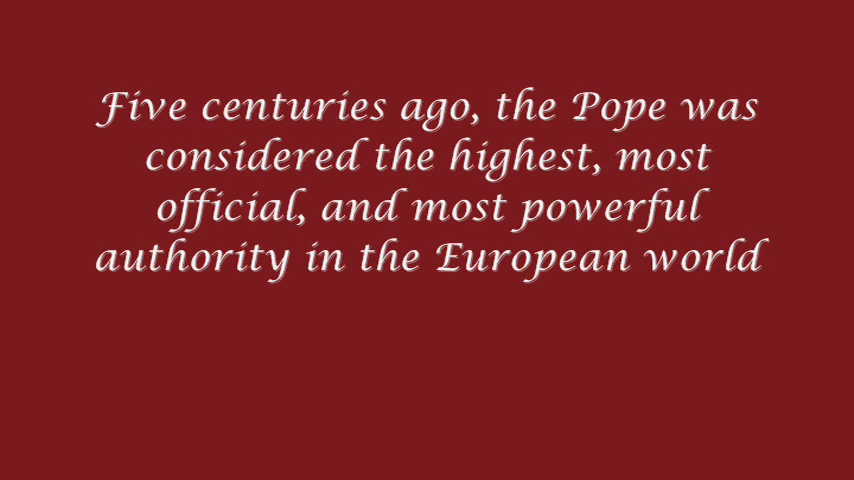 Five centuries ago, the Pope was
considered the highest, most
official, and most powerful
authority in the European world